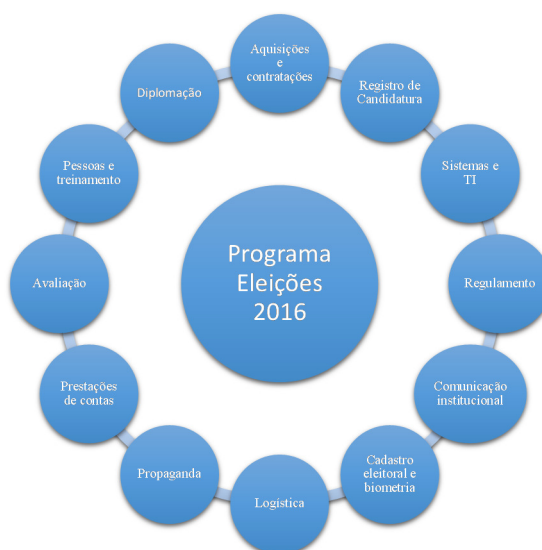 Aquisições
e
contratações
Registro de
Candidatura
Sistemas e
TI
Regulamento
Comunicação
institucional
Cadastro
eleitoral e
biometria
Logística
Propaganda
Prestações
de contas
Avaliação
Pessoas e
treinamento
Diplomação
Programa
Eleições
2016